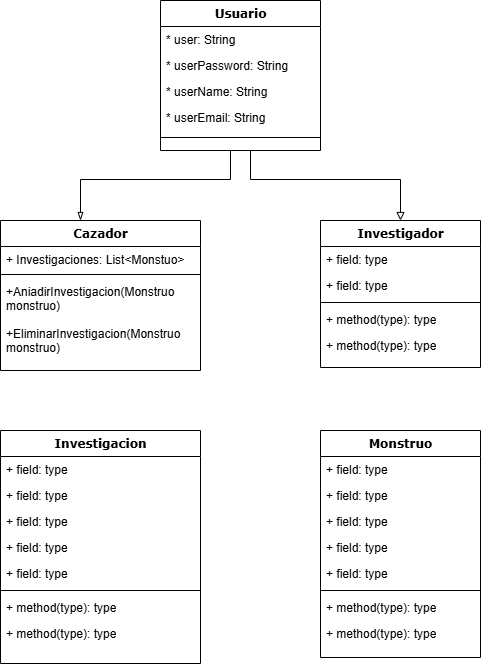 Usuario
* user: String
* userPassword: String
* userName: String
* userEmail: String
Cazador
+ Investigaciones: List<Monstuo>
+AniadirInvestigacion(Monstruo
monstruo)
+EliminarInvestigacion(Monstruo
monstruo)
Investigador
+ field: type
+ field: type
+ method(type): type
+ method(type): type
Investigacion
+ field: type
+ field: type
+ field: type
+ field: type
+ field: type
+ method(type): type
+ method(type): type
Monstruo
+ field: type
+ field: type
+ field: type
+ field: type
+ field: type
+ method(type): type
+ method(type): type